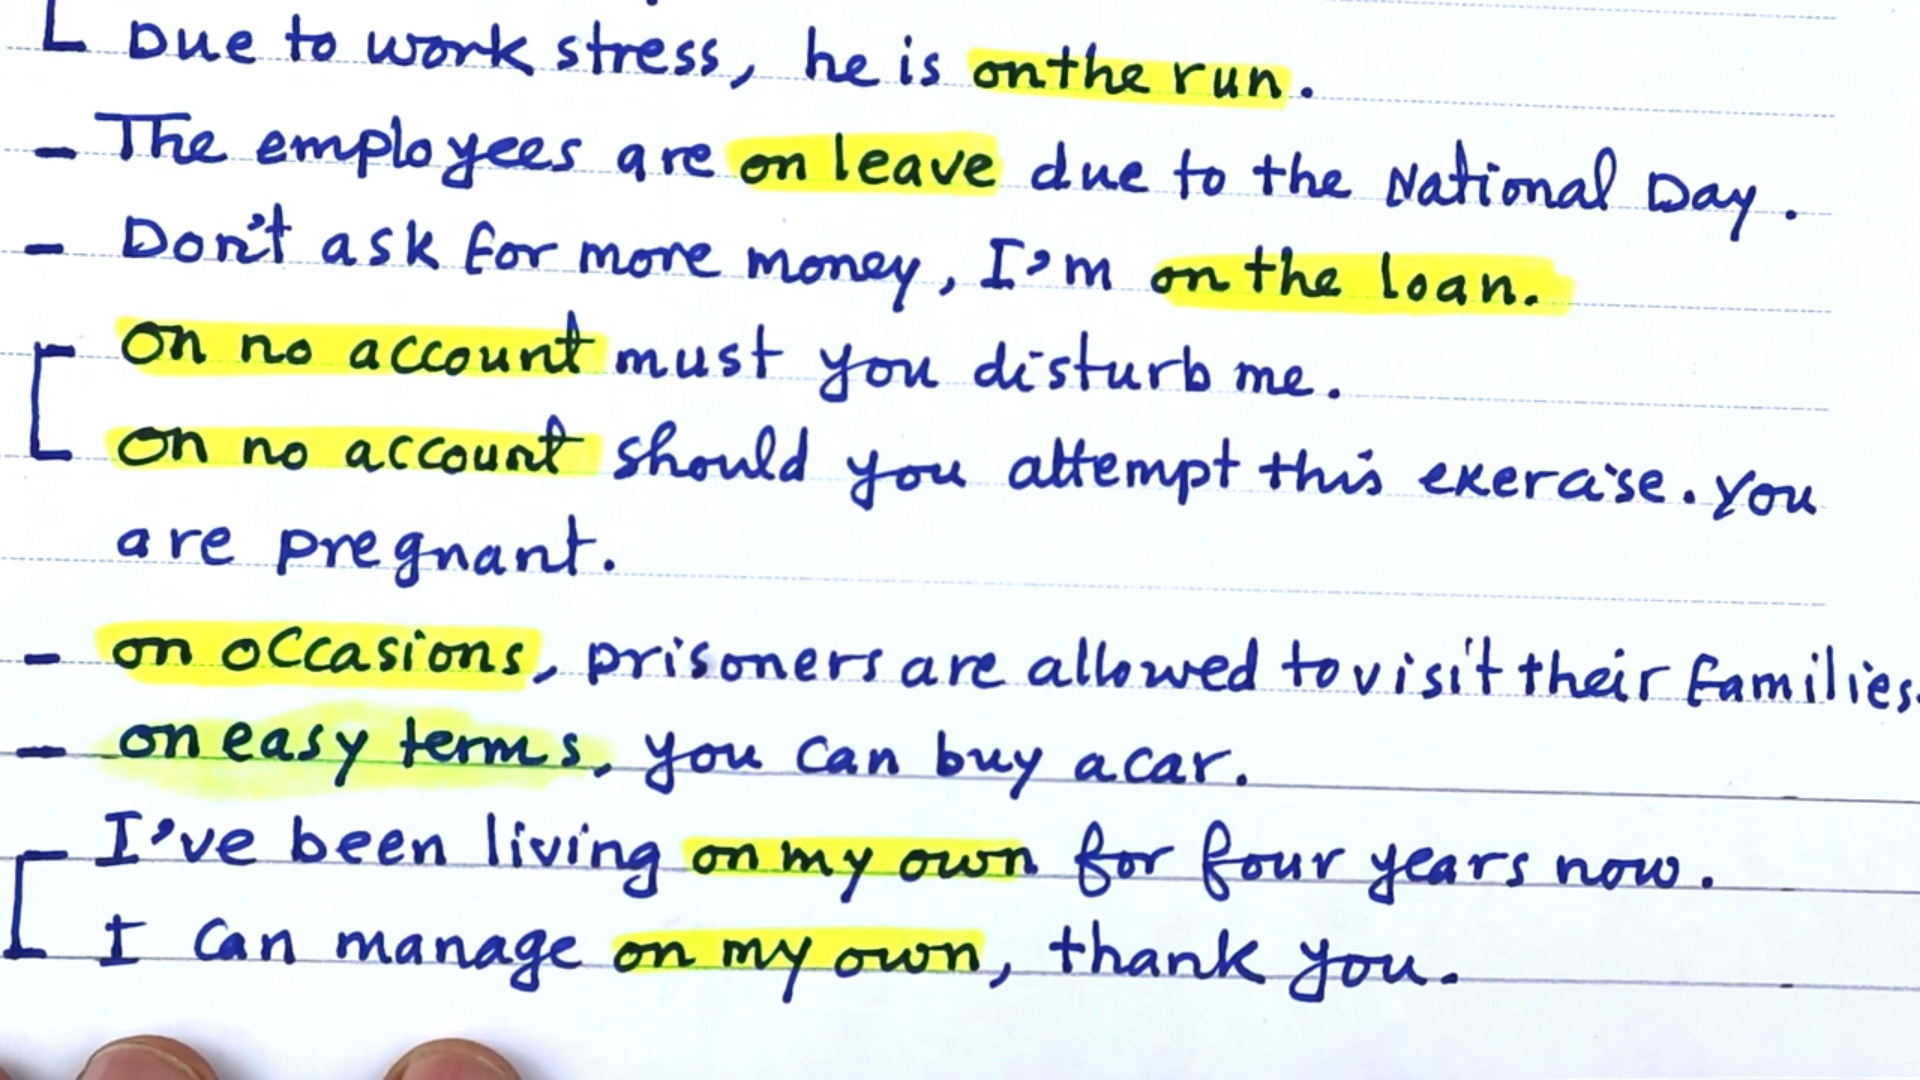 Due to work stress, he is on the run.
- The employees are on leave due to the National Day.
- Don't ask for more money, I'm on the loan.
On no account must you disturb me.
On no account should you attempt this exercise. You
are pregnant.
- on occasions, prisoners are allowed to visit their families.
- on easy terms, you can buy a car.
I've been living on my own for four years now.
I can manage on my own, thank you.